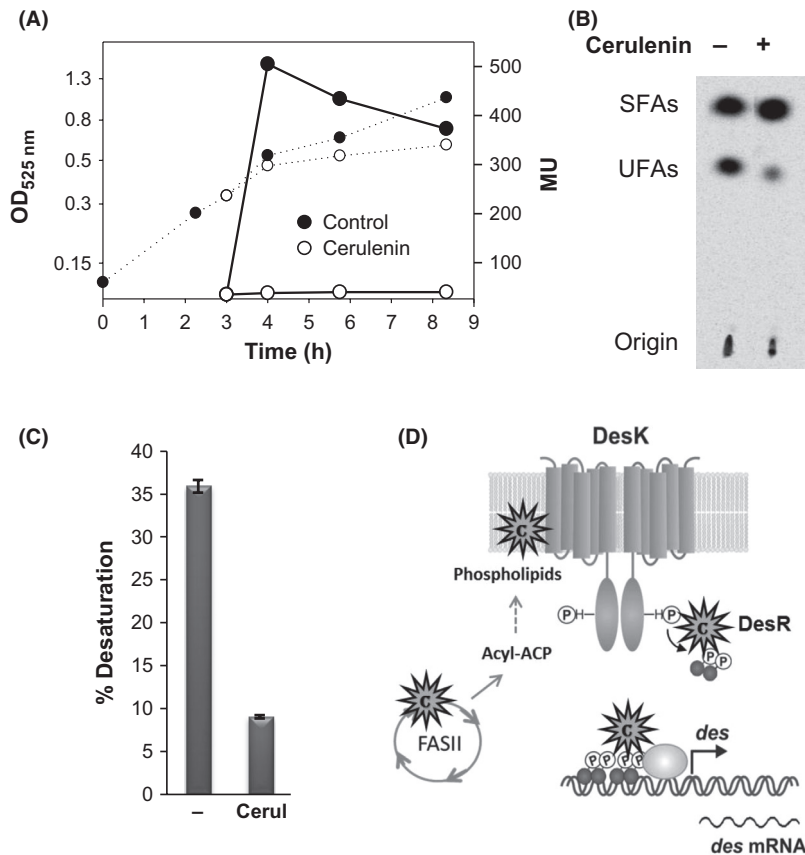 (A)
OD525 nm
1.3
0.8
0.5
0.3
0.15
500
400
300
200
100
MU
Control
Cerulenin
0 1 2 3 4 5 6 7 8 9
Time (h)
(B)
Cerulenin – +
SFAs
UFAs
Origin
(C)
% Desaturation
40
35
30
25
20
15
10
5
0
– Cerul
(D)
DesK
C
Phospholipids
P H H P
C
DesR
P P
Acyl-ACP
C
FASII
C
P P P P
des
des mRNA